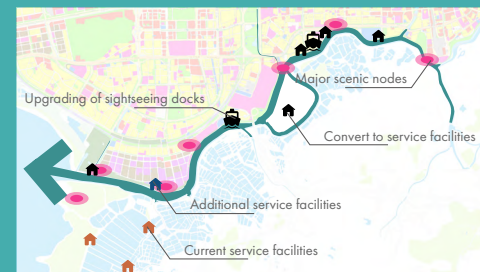 Major scenic nodes
Upgrading of sightseeing docks
Convert to service facilities
Additional service facilities
Current service facilities